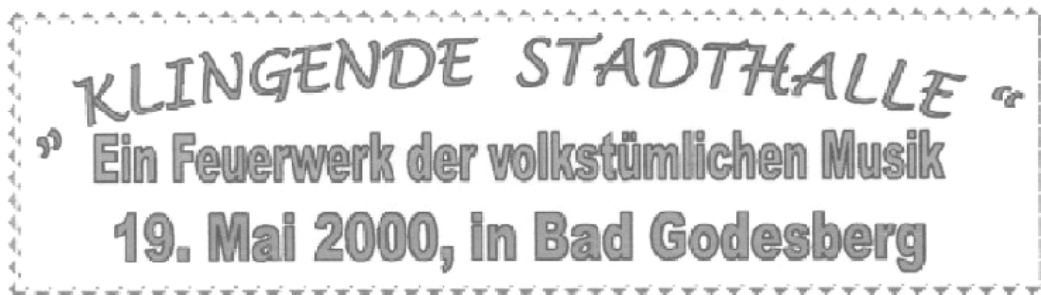 „ KLINGENDE STADTHALLE “
Ein Feuerwerk der volkstümlichen Musik
19. Mai 2000, in Bad Godesberg